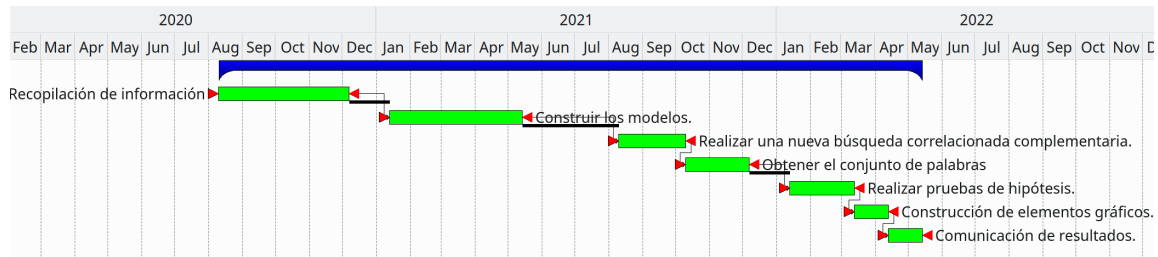 2020 2021 2022
Feb Mar Apr May Jun Jul Aug Sep Oct Nov Dec Jan Feb Mar Apr May Jun Jul Aug Sep Oct Nov Dec Jan Feb Mar Apr May Jun Jul Aug Sep Oct Nov D
Recopilación de información
Construir los modelos.
Realizar una nueva búsqueda correlacionada complementaria.
Obtener el conjunto de palabras
Realizar pruebas de hipótesis.
Construcción de elementos gráficos.
Comunicación de resultados.